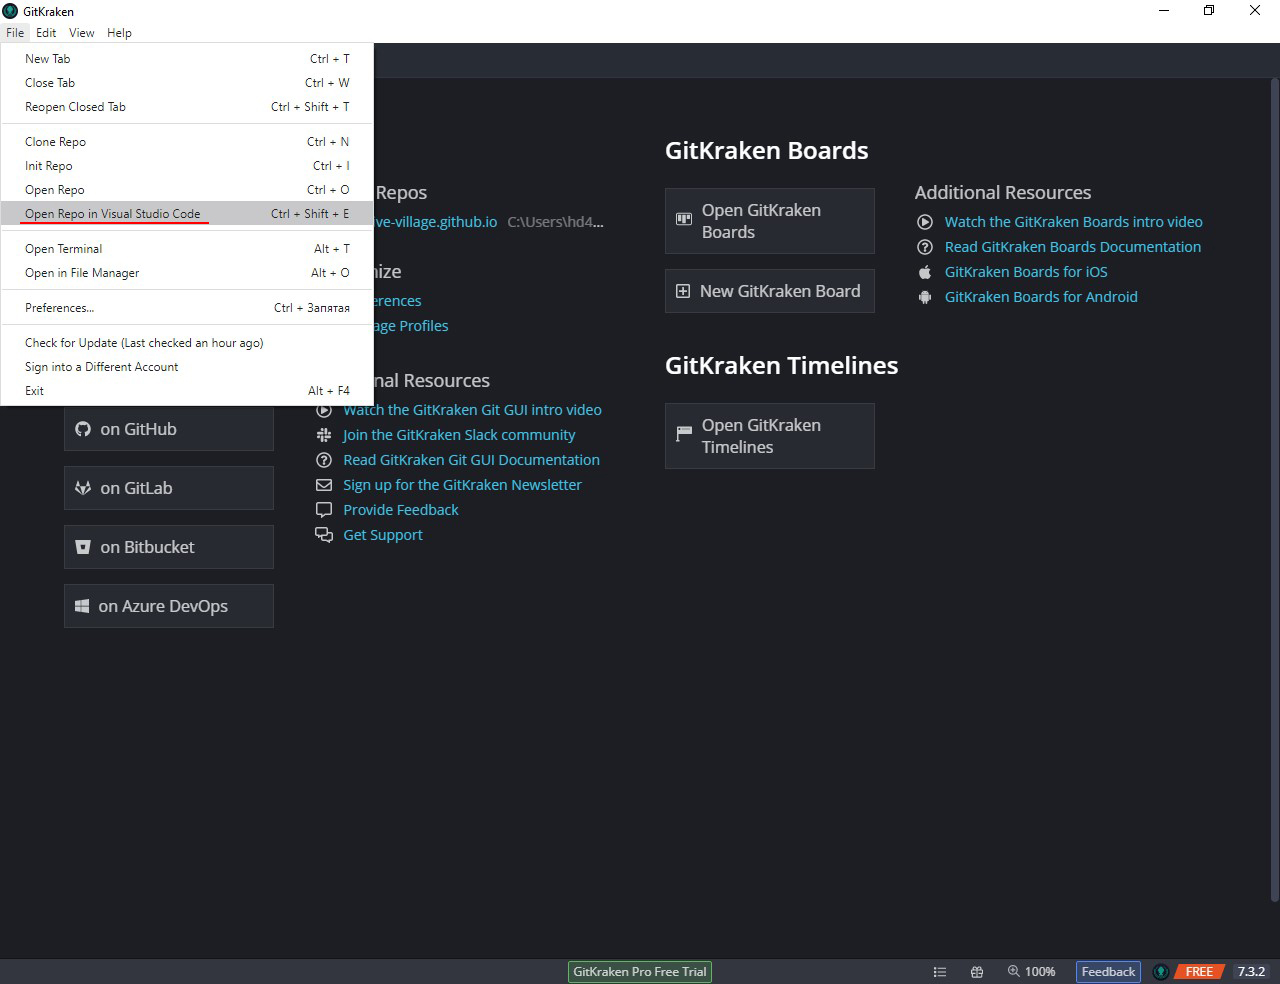 GitKraken
File Edit View Help
New Tab Ctrl + T
Close Tab Ctrl + W
Reopen Closed Tab Ctrl + Shift + T
Clone Repo Ctrl + N
Init Repo Ctrl + I
Open Repo Ctrl + O
Open Repo in Visual Studio Code Ctrl + Shift + E
Open Terminal Alt + T
Open in File Manager Alt + O
Preferences... Ctrl + Запятая
Check for Update (Last checked an hour ago)
Sign into a Different Account
Exit Alt + F4
on GitHub
on GitLab
on Bitbucket
on Azure DevOps
Repos
ive-village.github.io C:\Users\hd4...
nize
erences
age Profiles
nal Resources
Watch the GitKraken Git GUI intro video
Join the GitKraken Slack community
Read GitKraken Git GUI Documentation
Sign up for the GitKraken Newsletter
Provide Feedback
Get Support
GitKraken Boards
Open GitKraken
Boards
New GitKraken Board
Additional Resources
Watch the GitKraken Boards intro video
Read GitKraken Boards Documentation
GitKraken Boards for iOS
GitKraken Boards for Android
GitKraken Timelines
Open GitKraken
Timelines
GitKraken Pro Free Trial 100% Feedback FREE 7.3.2